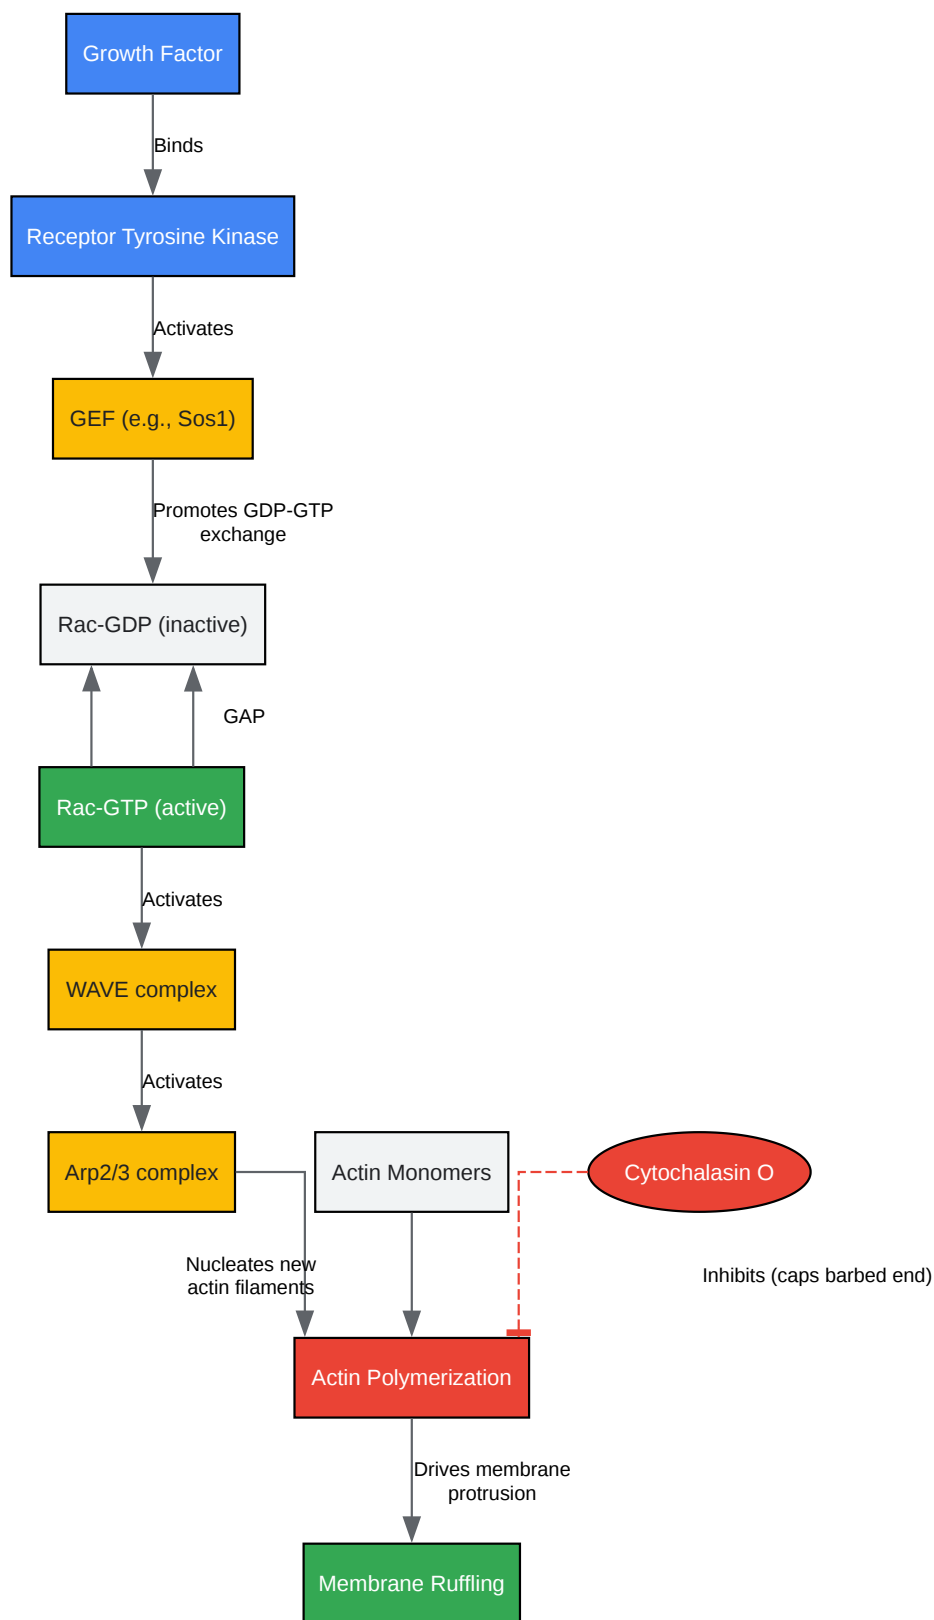 Growth Factor
Binds
Receptor Tyrosine Kinase
Activates
GEF (e.g., Sos1)
Promotes GDP-GTP
exchange
Rac-GDP (inactive)
GAP
Rac-GTP (active)
Activates
WAVE complex
Activates
Arp2/3 complex
Actin Monomers
Cytochalasin O
Nucleates new
actin filaments
Inhibits (caps barbed end)
Actin Polymerization
Drives membrane
protrusion
Membrane Ruffling